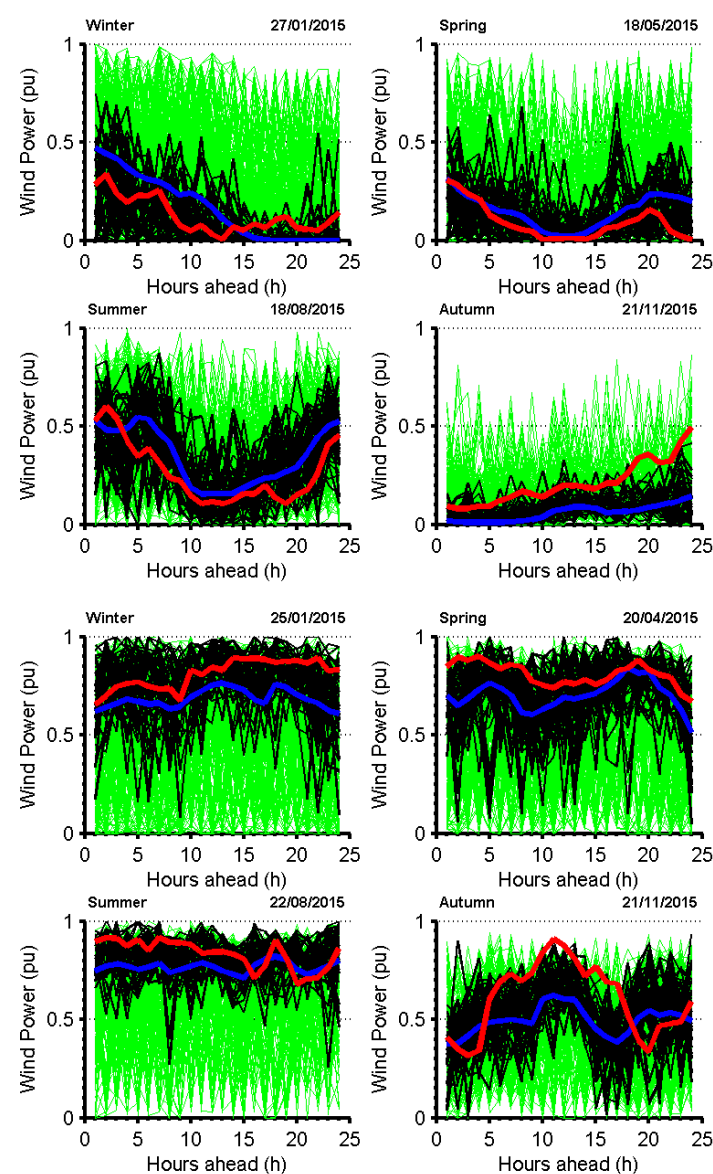 Winter 27/01/2015
Spring 18/05/2015
1
0.5
0
Wind Power (pu)
0 5 10 15 20 25
Hours ahead (h)
1
0.5
0
Wind Power (pu)
0 5 10 15 20 25
Hours ahead (h)
Summer 18/08/2015
Autumn 21/11/2015
1
0.5
0
Wind Power (pu)
0 5 10 15 20 25
Hours ahead (h)
1
0.5
0
Wind Power (pu)
0 5 10 15 20 25
Hours ahead (h)
Winter 25/01/2015
Spring 20/04/2015
1
0.5
0
Wind Power (pu)
0 5 10 15 20 25
Hours ahead (h)
1
0.5
0
Wind Power (pu)
0 5 10 15 20 25
Hours ahead (h)
Summer 22/08/2015
Autumn 21/11/2015
1
0.5
0
Wind Power (pu)
0 5 10 15 20 25
Hours ahead (h)
1
0.5
0
Wind Power (pu)
0 5 10 15 20 25
Hours ahead (h)